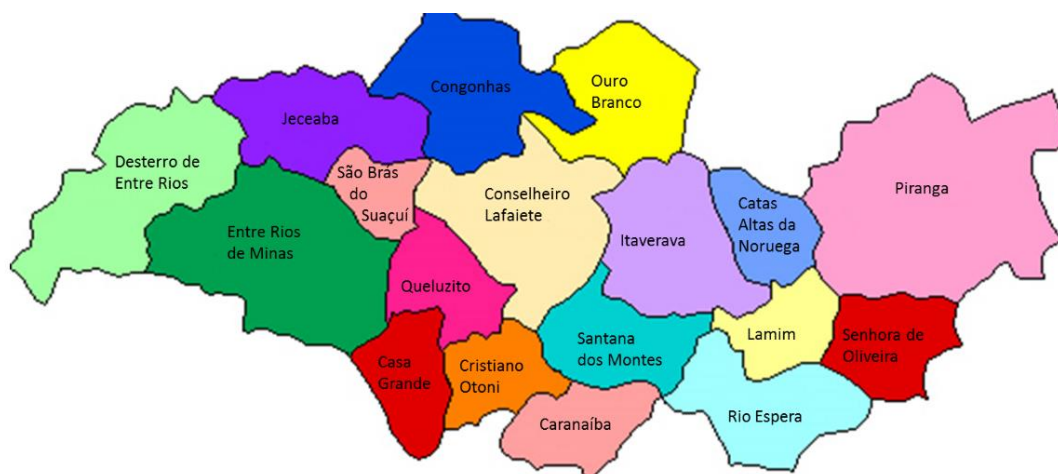 Congonhas
Ouro
Branco
Jeceaba
Desterro de
Entre Rios
São Brás
do
Suaçuí
Conselheiro
Lafaiete
Catas
Altas da
Noruega
Piranga
Entre Rios
de Minas
Itaverava
Queluzito
Santana
dos Montes
Lamim
Senhora de
Oliveira
Casa
Grande
Cristiano
Otoni
Caranaíba
Rio Espera